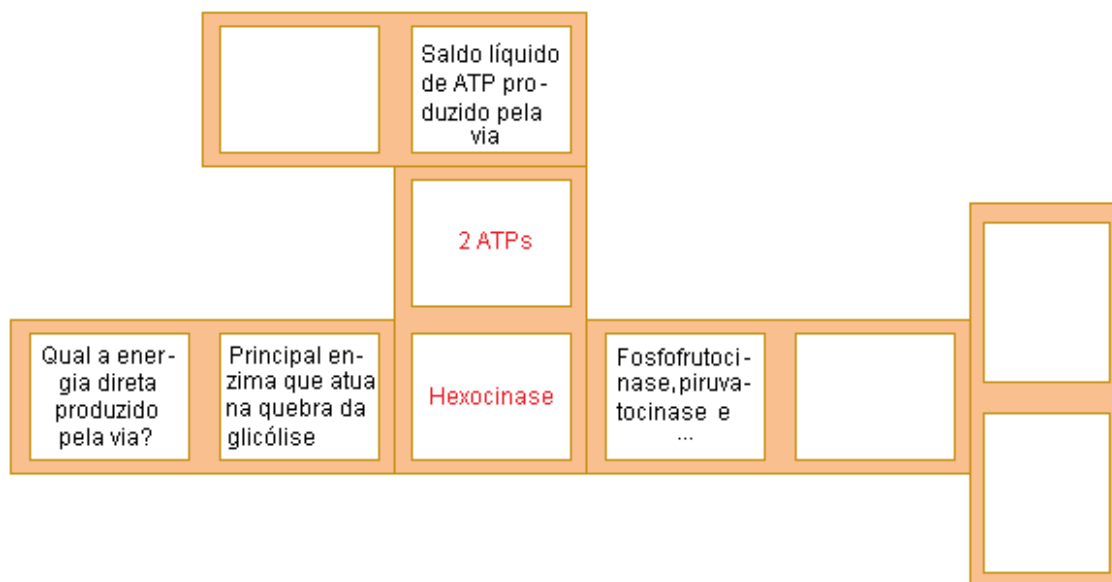 Saldo líquido
de ATP pro-
duzido pela
via
2 ATPs
Qual a ener-
gia direta
produzido
pela via?
Principal en-
zima que atua
na quebra da
glicólise
Hexocinase
Fosfofrutoci-
nase, piruva-
tocinase e
...